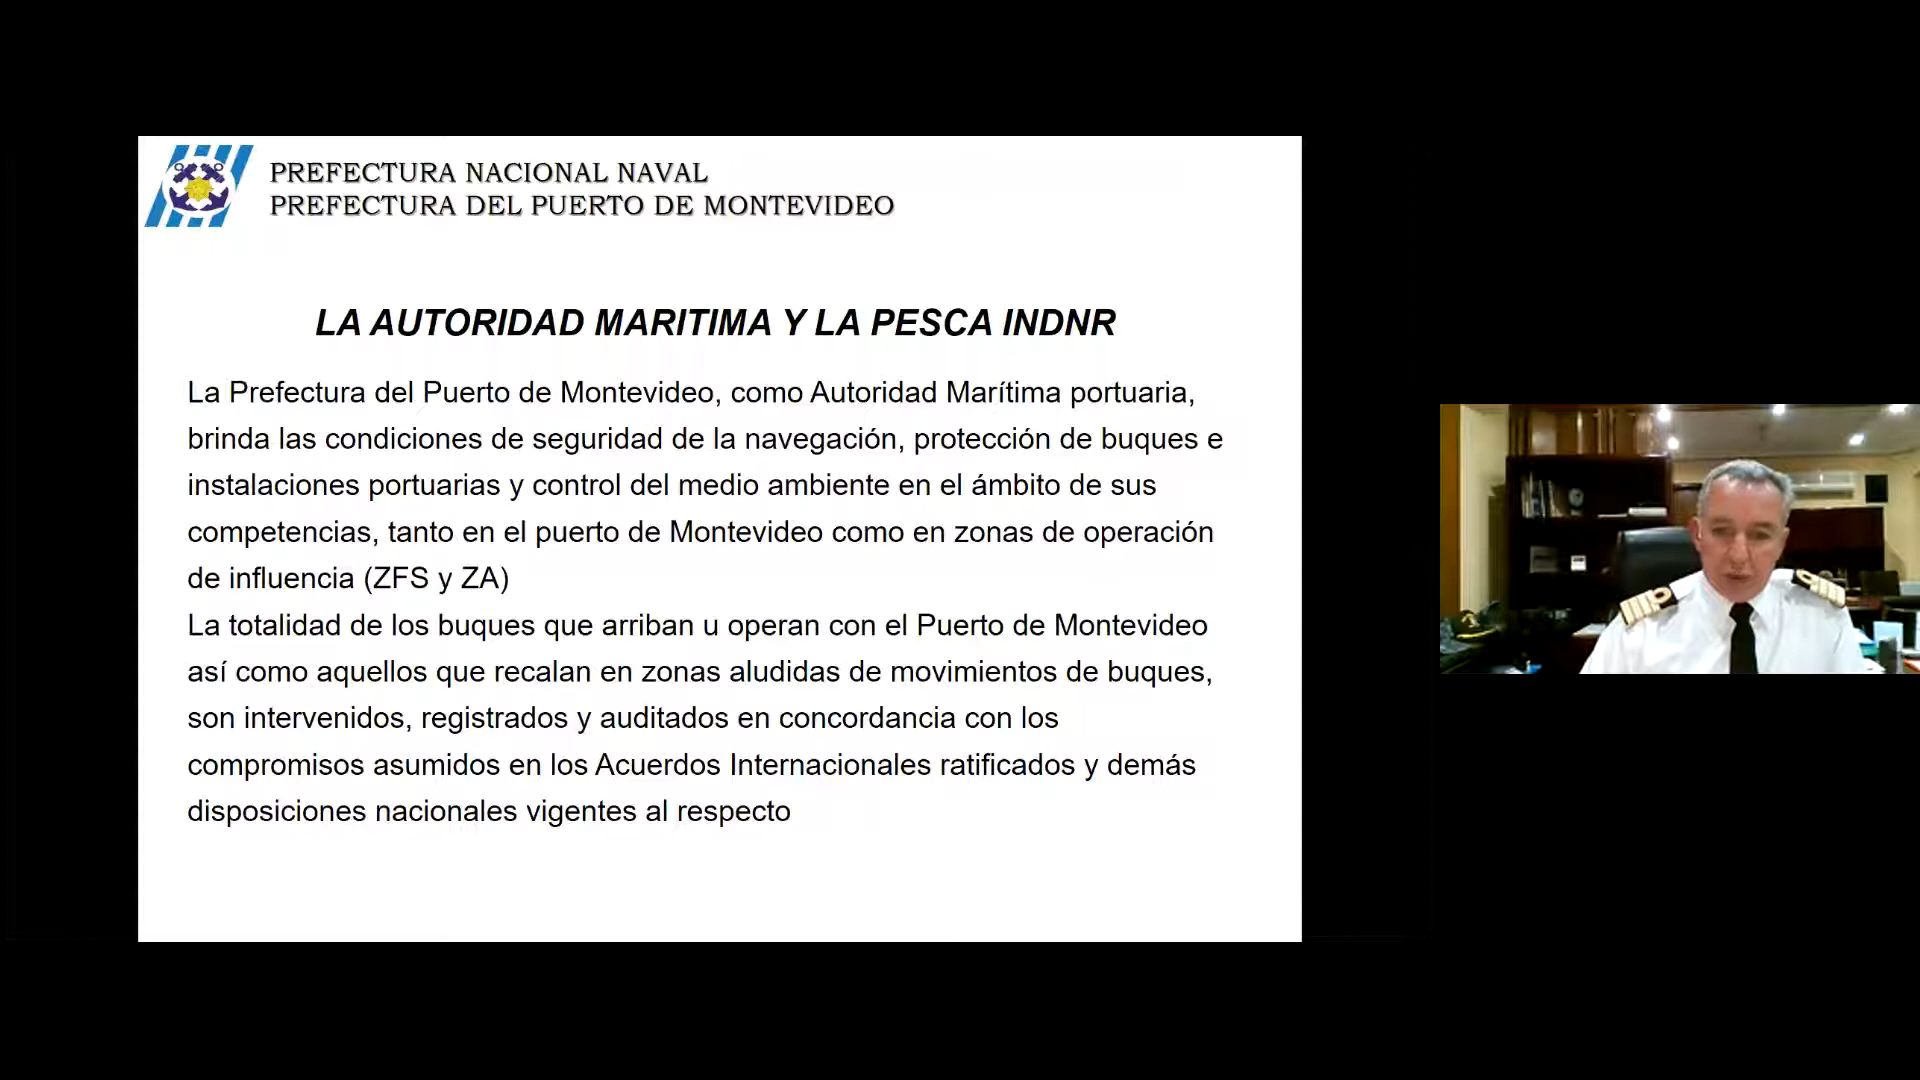 PREFECTURA NACIONAL NAVAL
PREFECTURA DEL PUERTO DE MONTEVIDEO
LA AUTORIDAD MARITIMA Y LA PESCA INDNR
La Prefectura del Puerto de Montevideo, como Autoridad Marítima portuaria,
brinda las condiciones de seguridad de la navegación, protección de buques e
instalaciones portuarias y control del medio ambiente en el ámbito de sus
competencias, tanto en el puerto de Montevideo como en zonas de operación
de influencia (ZFS y ZA)
La totalidad de los buques que arriban u operan con el Puerto de Montevideo
así como aquellos que recalan en zonas aludidas de movimientos de buques,
son intervenidos, registrados y auditados en concordancia con los
compromisos asumidos en los Acuerdos Internacionales ratificados y demás
disposiciones nacionales vigentes al respecto